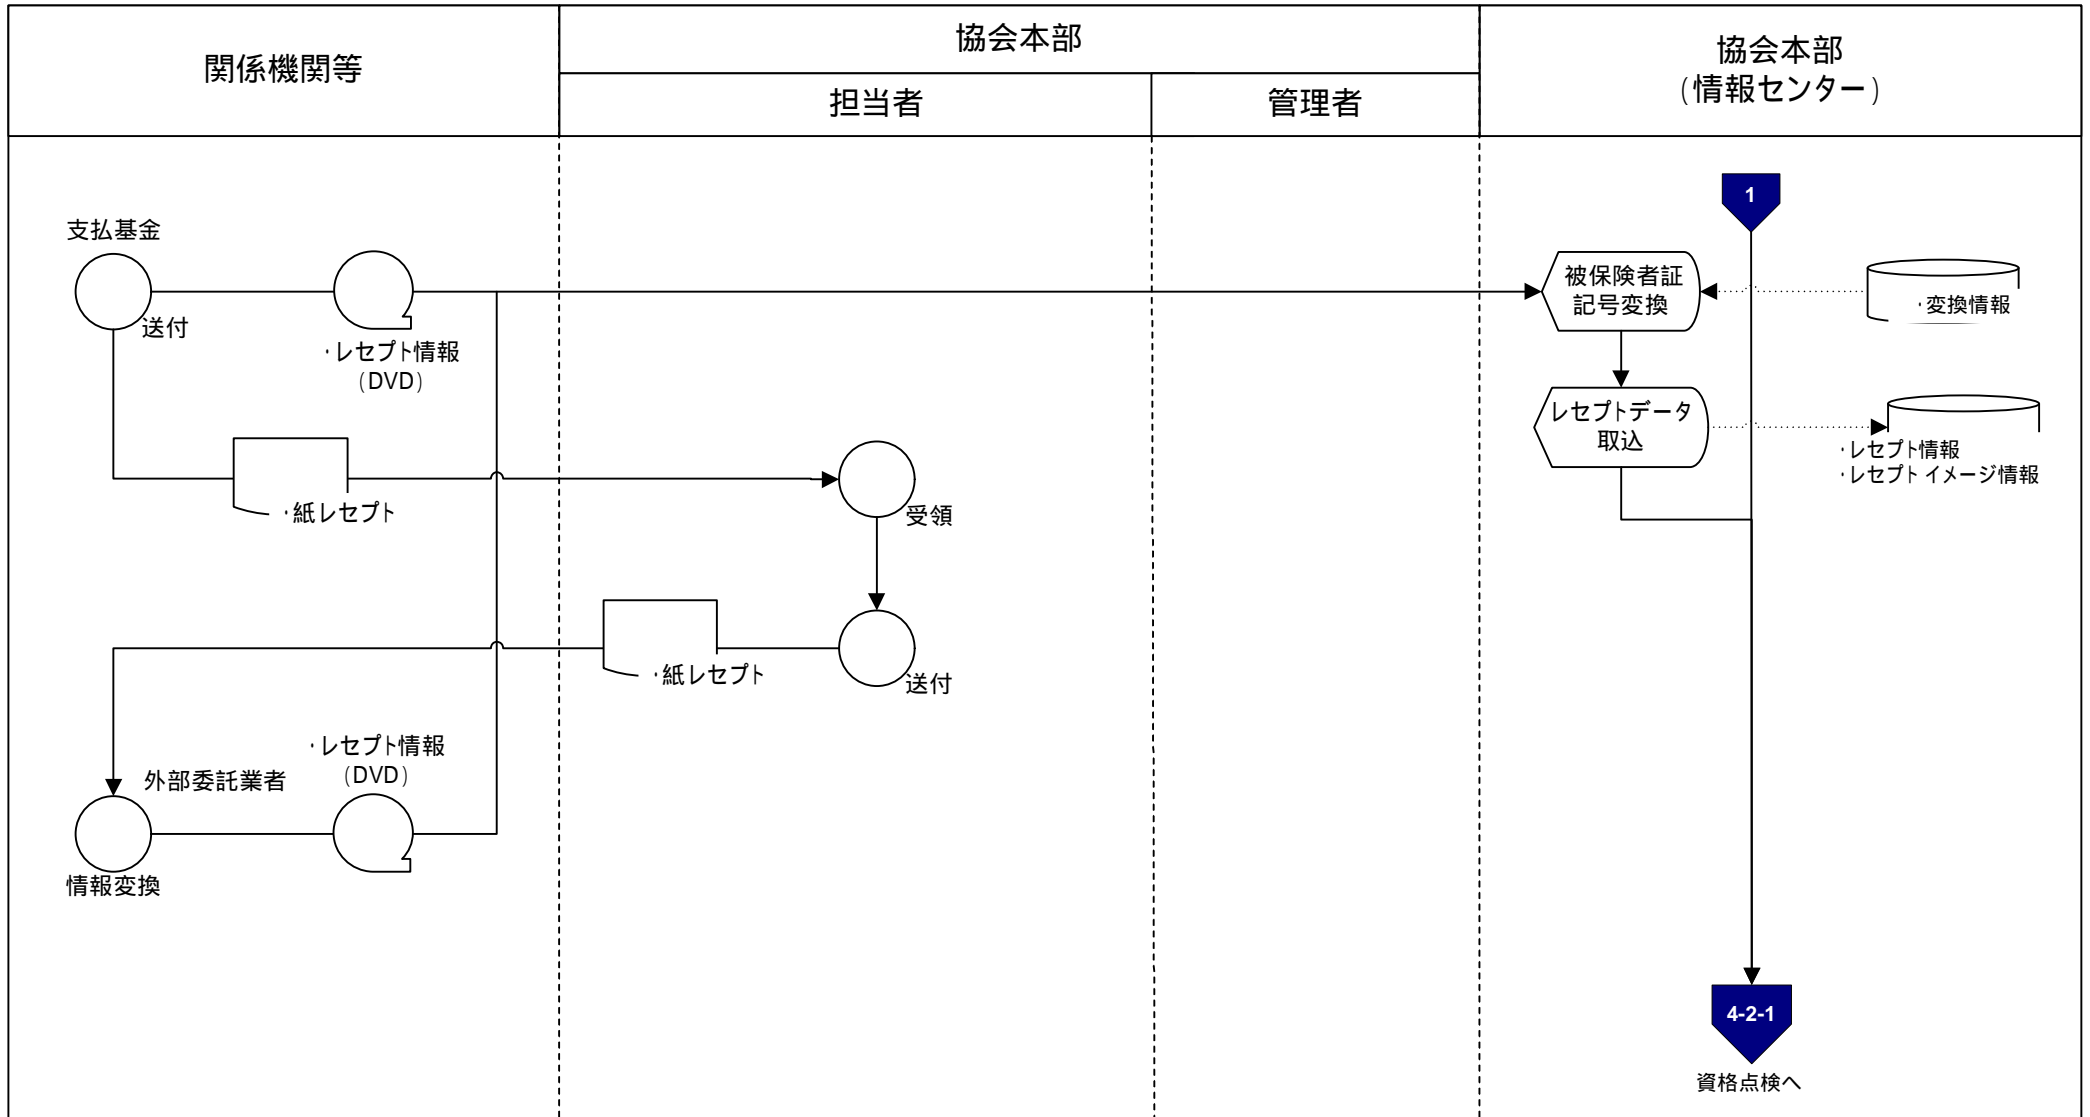 関係機関等
協会本部
担当者
管理者
協会本部
(情報センター)
1
支払基金
送付
・レセプト情報
(DVD)
被保険者証
記号変換
・変換情報
レセプトデータ
取込
・レセプト情報
・レセプトイメージ情報
・紙レセプト
受領
・紙レセプト
送付
・レセプト情報
(DVD)
外部委託業者
情報変換
4-2-1
資格点検へ